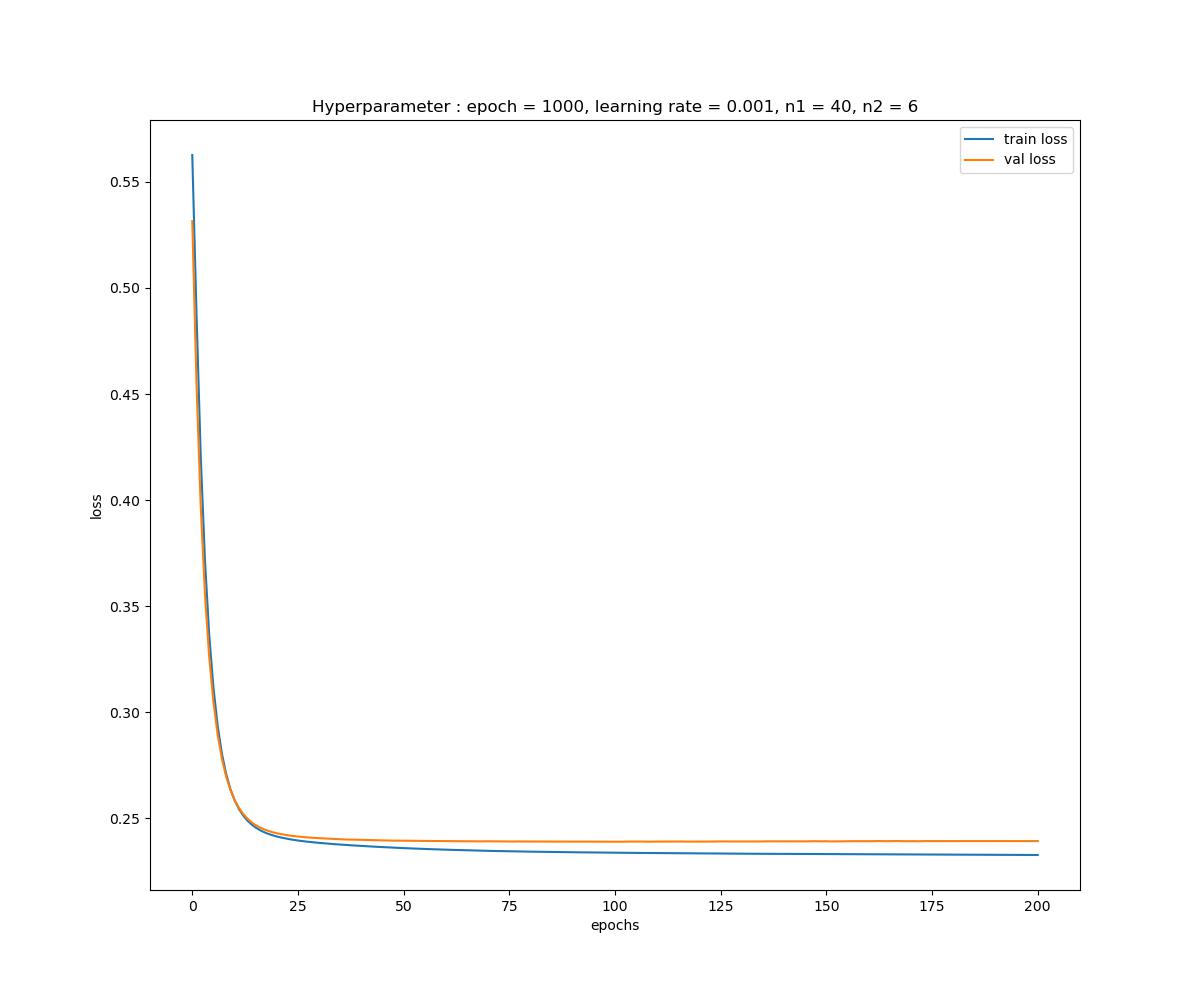 Hyperparameter : epoch = 1000, learning rate = 0.001, n1 = 40, n2 = 6
train loss
val loss
0.55
0.50
0.45
0.40
0.35
0.30
0.25
loss
0 25 50 75 100 125 150 175 200
epochs